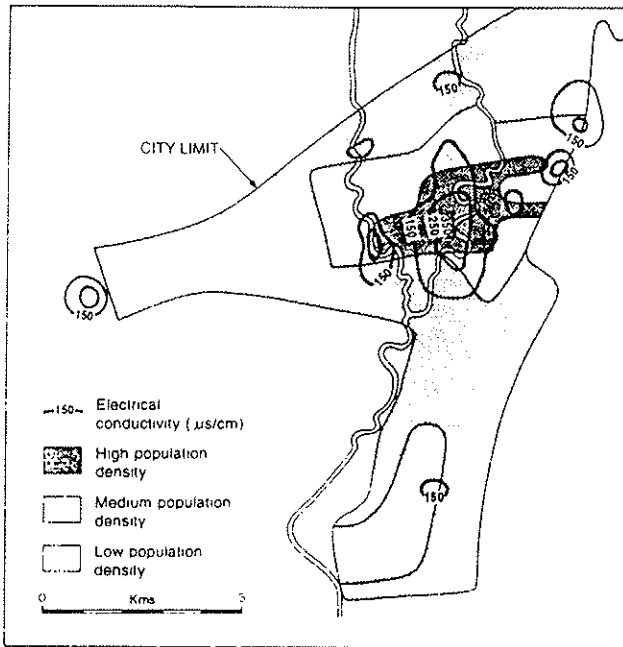 150
150
CITY LIMIT
150
150
250
350
150
150
—150— Electrical
conductivity (µs/cm)
High population
density
Medium population
density
Low population
density
150
0 Kms 5